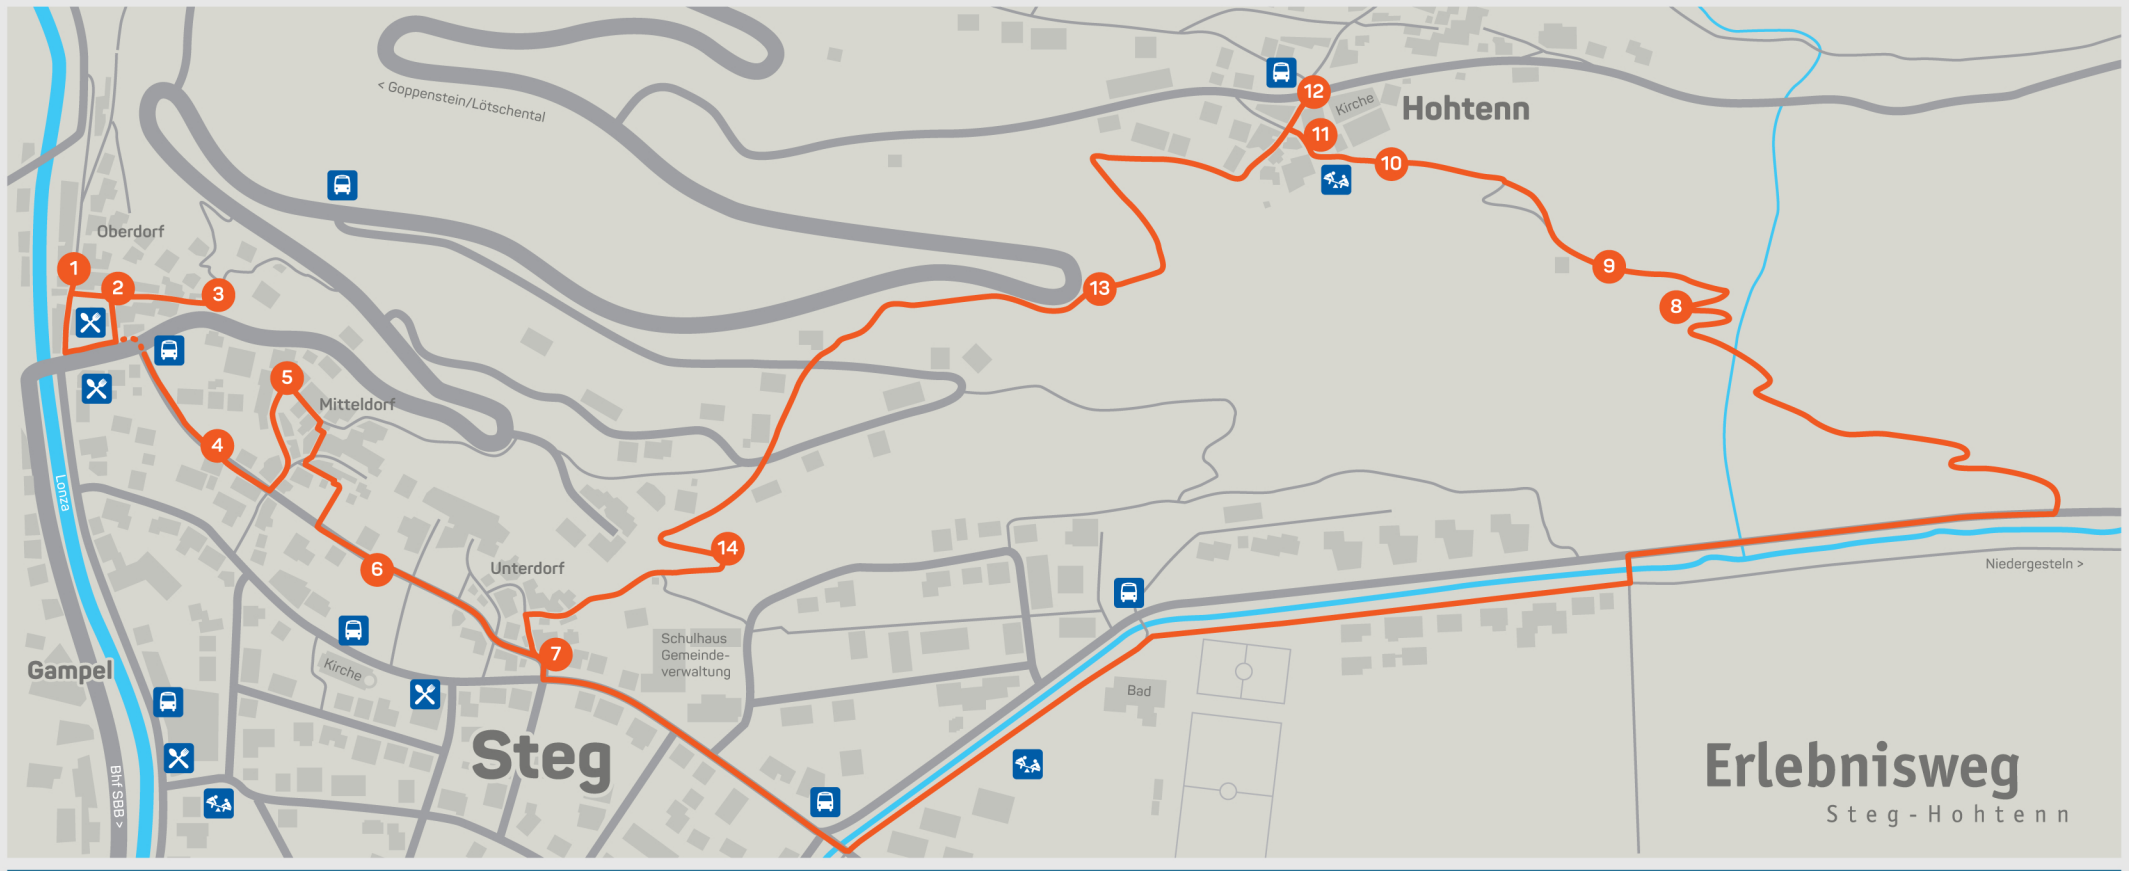 < Goppenstein/Lötschental
12
Kirche
Hohtenn
11
10
Oberdorf
1
2
3
13
9
8
5
Mitteldorf
4
Lonza
14
6
Unterdorf
Niedergesteln >
7
Schulhaus
Gemeinde-
verwaltung
Kirche
Gampel
Bad
Steg
Bhf SBB >
Erlebnisweg
Steg-Hohtenn